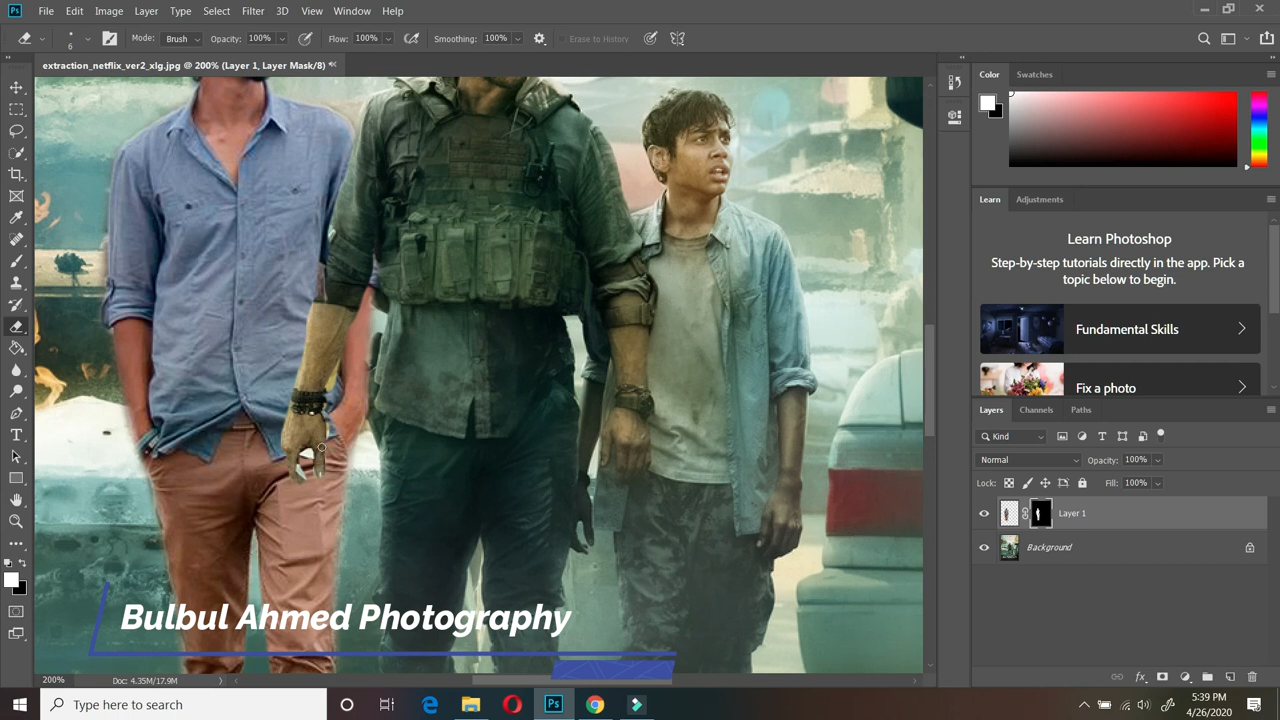 Ps File Edit Image Layer Type Select Filter 3D View Window Help
6 Mode: Brush Opacity: 100% Flow: 100% Smoothing: 100% Erase to History
extraction_netflix_ver2_xlg.jpg @ 200% (Layer 1, Layer Mask/8) *
Color Swatches
Learn Adjustments
Learn Photoshop
Step-by-step tutorials directly in the app. Pick a
topic below to begin.
Fundamental Skills
Fix a photo
Layers Channels Paths
Kind
Normal Opacity: 100%
Lock: Fill: 100%
Layer 1
Background
Bulbul Ahmed Photography
200% Doc: 4.35M/17.9M
Type here to search
Ps
5:39 PM
4/26/2020